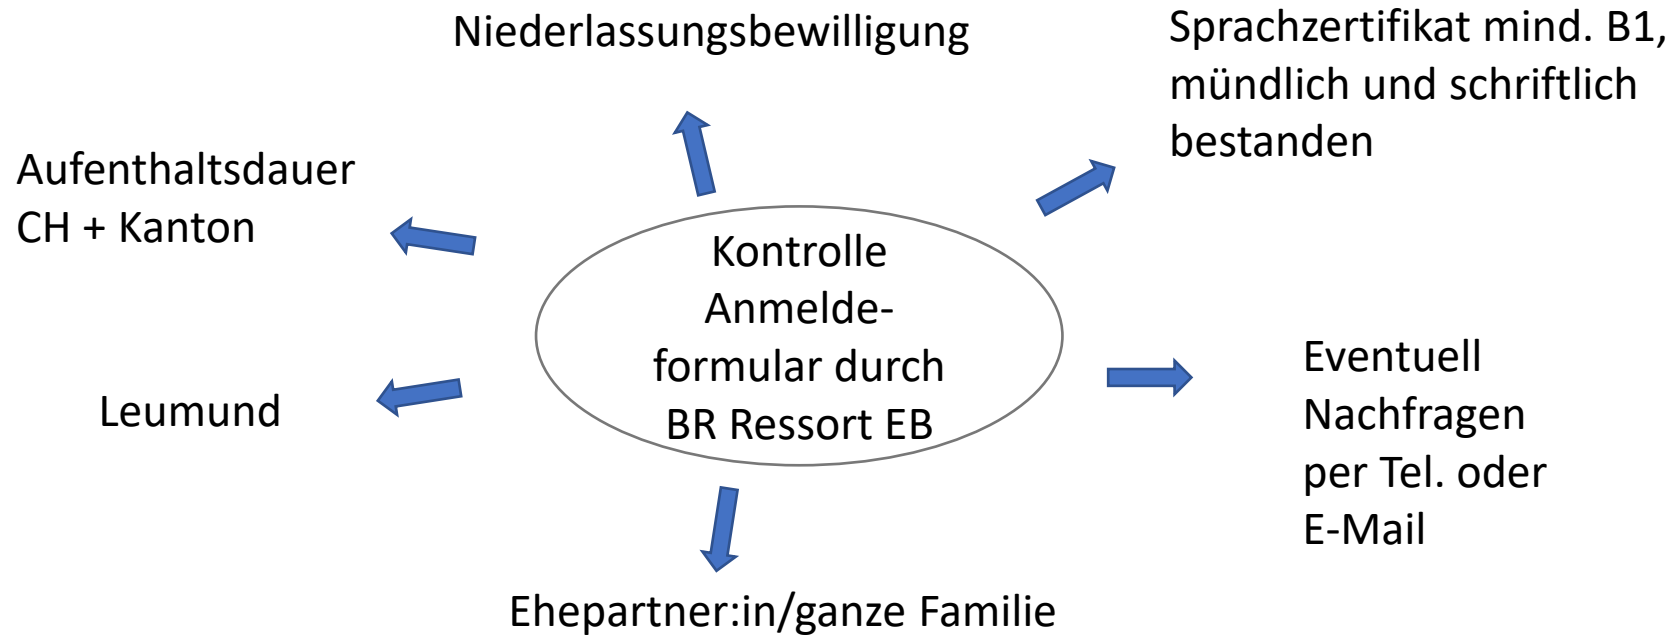 Niederlassungsbewilligung
Sprachzertifikat mind. B1,
mündlich und schriftlich
bestanden
Aufenthaltsdauer
CH + Kanton
Kontrolle
Anmelde-
formular durch
BR Ressort EB
Leumund
Eventuell
Nachfragen
per Tel. oder
E-Mail
Ehepartner:in/ganze Familie